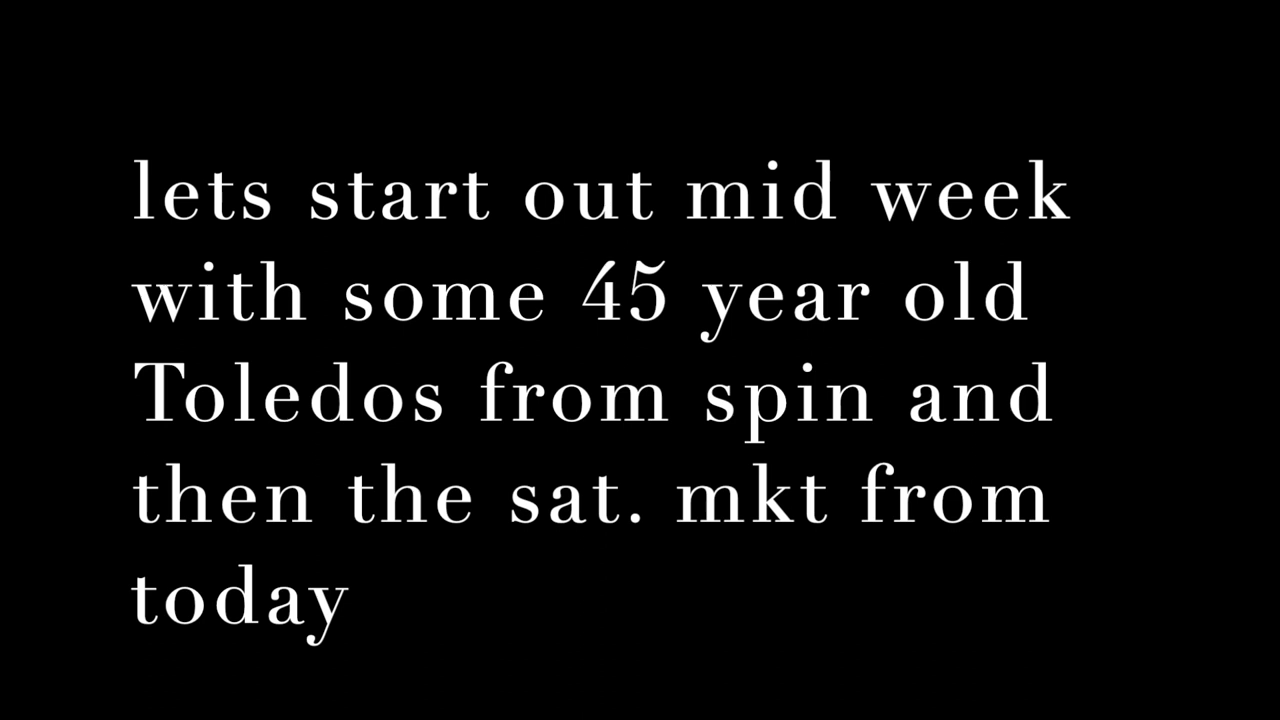 lets start out mid week
with some 45 year old
Toledos from spin and
then the sat. mkt from
today